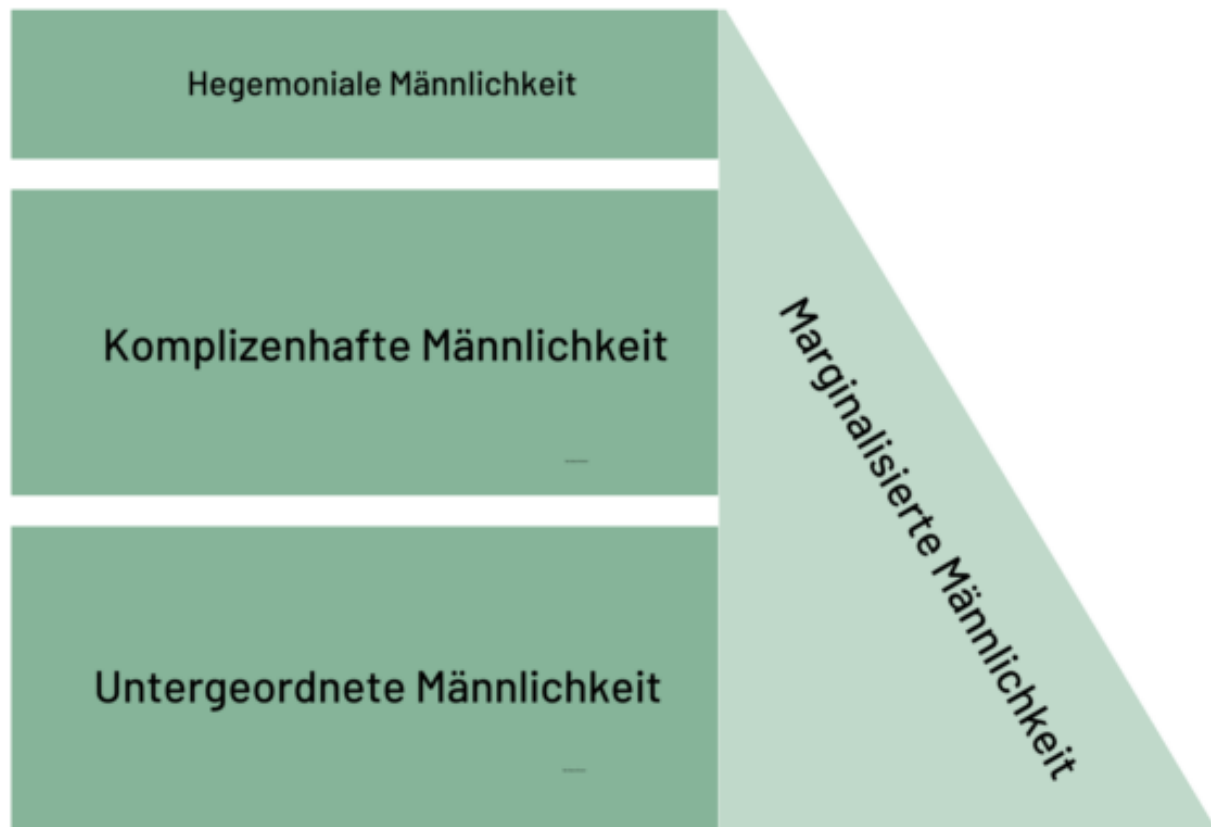 Hegemoniale Männlichkeit
Komplizenhafte Männlichkeit
Marginalisierte Männlichkeit
Untergeordnete Männlichkeit